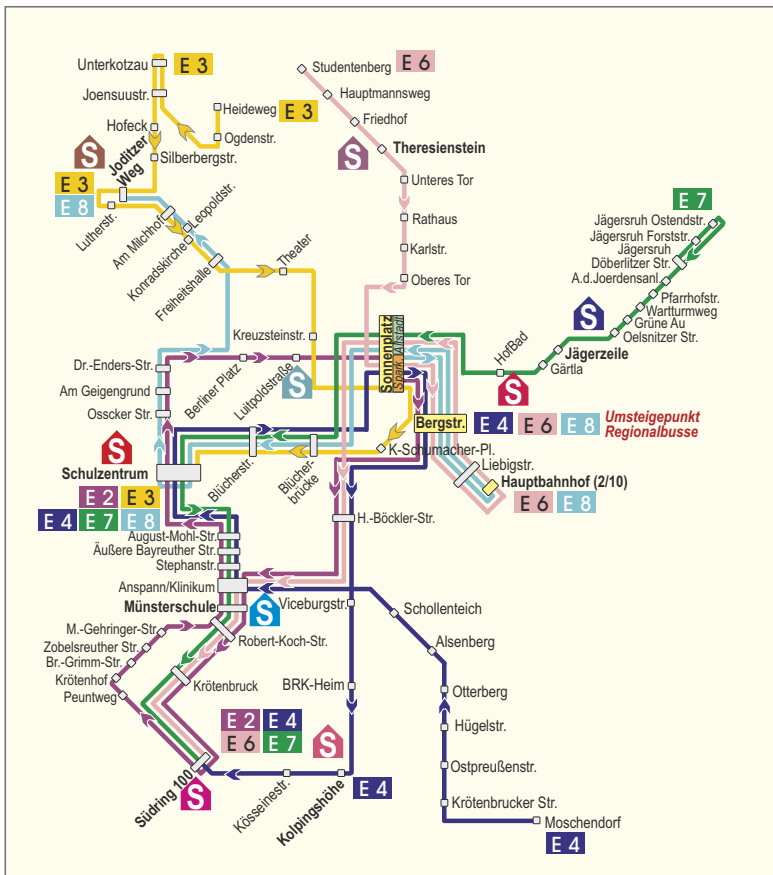 Unterkotzau
E 3
Joensuustr.
Heideweg
E 3
Hofeck
Ogdenstr.
Silberbergstr.
S
Joditzer
Weg
E 3
E 8
Lutherstr.
Am Milchhof
Leopoldstr.
Konradskirche
Freiheitshalle
Theater
Studentenberg
E 6
Hauptmannsweg
Friedhof
S
Theresienstein
Unteres Tor
Rathaus
Karlstr.
Oberes Tor
E 7
Jägersruh Ostendstr.
Jägersruh Forststr.
Jägersruh
Döberlitzer Str.
A.d.Joerdensanl.
Pfarrhofstr.
Wartturmweg
Grüne Au
Oelsnitzer Str.
S
Jägerzeile
Gärtla
HofBad
S
Kreuzsteinstr.
Sonnenplatz
Spark.
Altstadt
Dr.-Enders-Str.
Am Geigengrund
Osscker Str.
Berliner Platz
Luitpoldstraße
S
Bergstr.
E 4
E 6
E 8
Umsteigepunkt
Regionalbusse
S
Schulzentrum
E 2
E 3
E 4
E 7
E 8
Blücherstr.
Blücher-
brücke
K-Schumacher-Pl.
Liebigstr.
Hauptbahnhof (2/10)
E 6
E 8
August-Mohl-Str.
Äußere Bayreuther Str.
Stephanstr.
Anspann/Klinikum
Münsterschule
S
H.-Böckler-Str.
Viceburgstr.
Schollenteich
Alsenberg
M.-Gehringer-Str
Zobelsreuther Str.
Br.-Grimm-Str.
Krötenhof
Peuntweg
Robert-Koch-Str.
Krötenbruck
BRK-Heim
Otterberg
Hügelstr.
Ostpreußenstr.
Krötenbrucker Str.
Moschendorf
E 4
E 2
E 4
E 6
E 7
S
Südring 100
S
Kösseinestr.
Kolpingshöhe
E 4